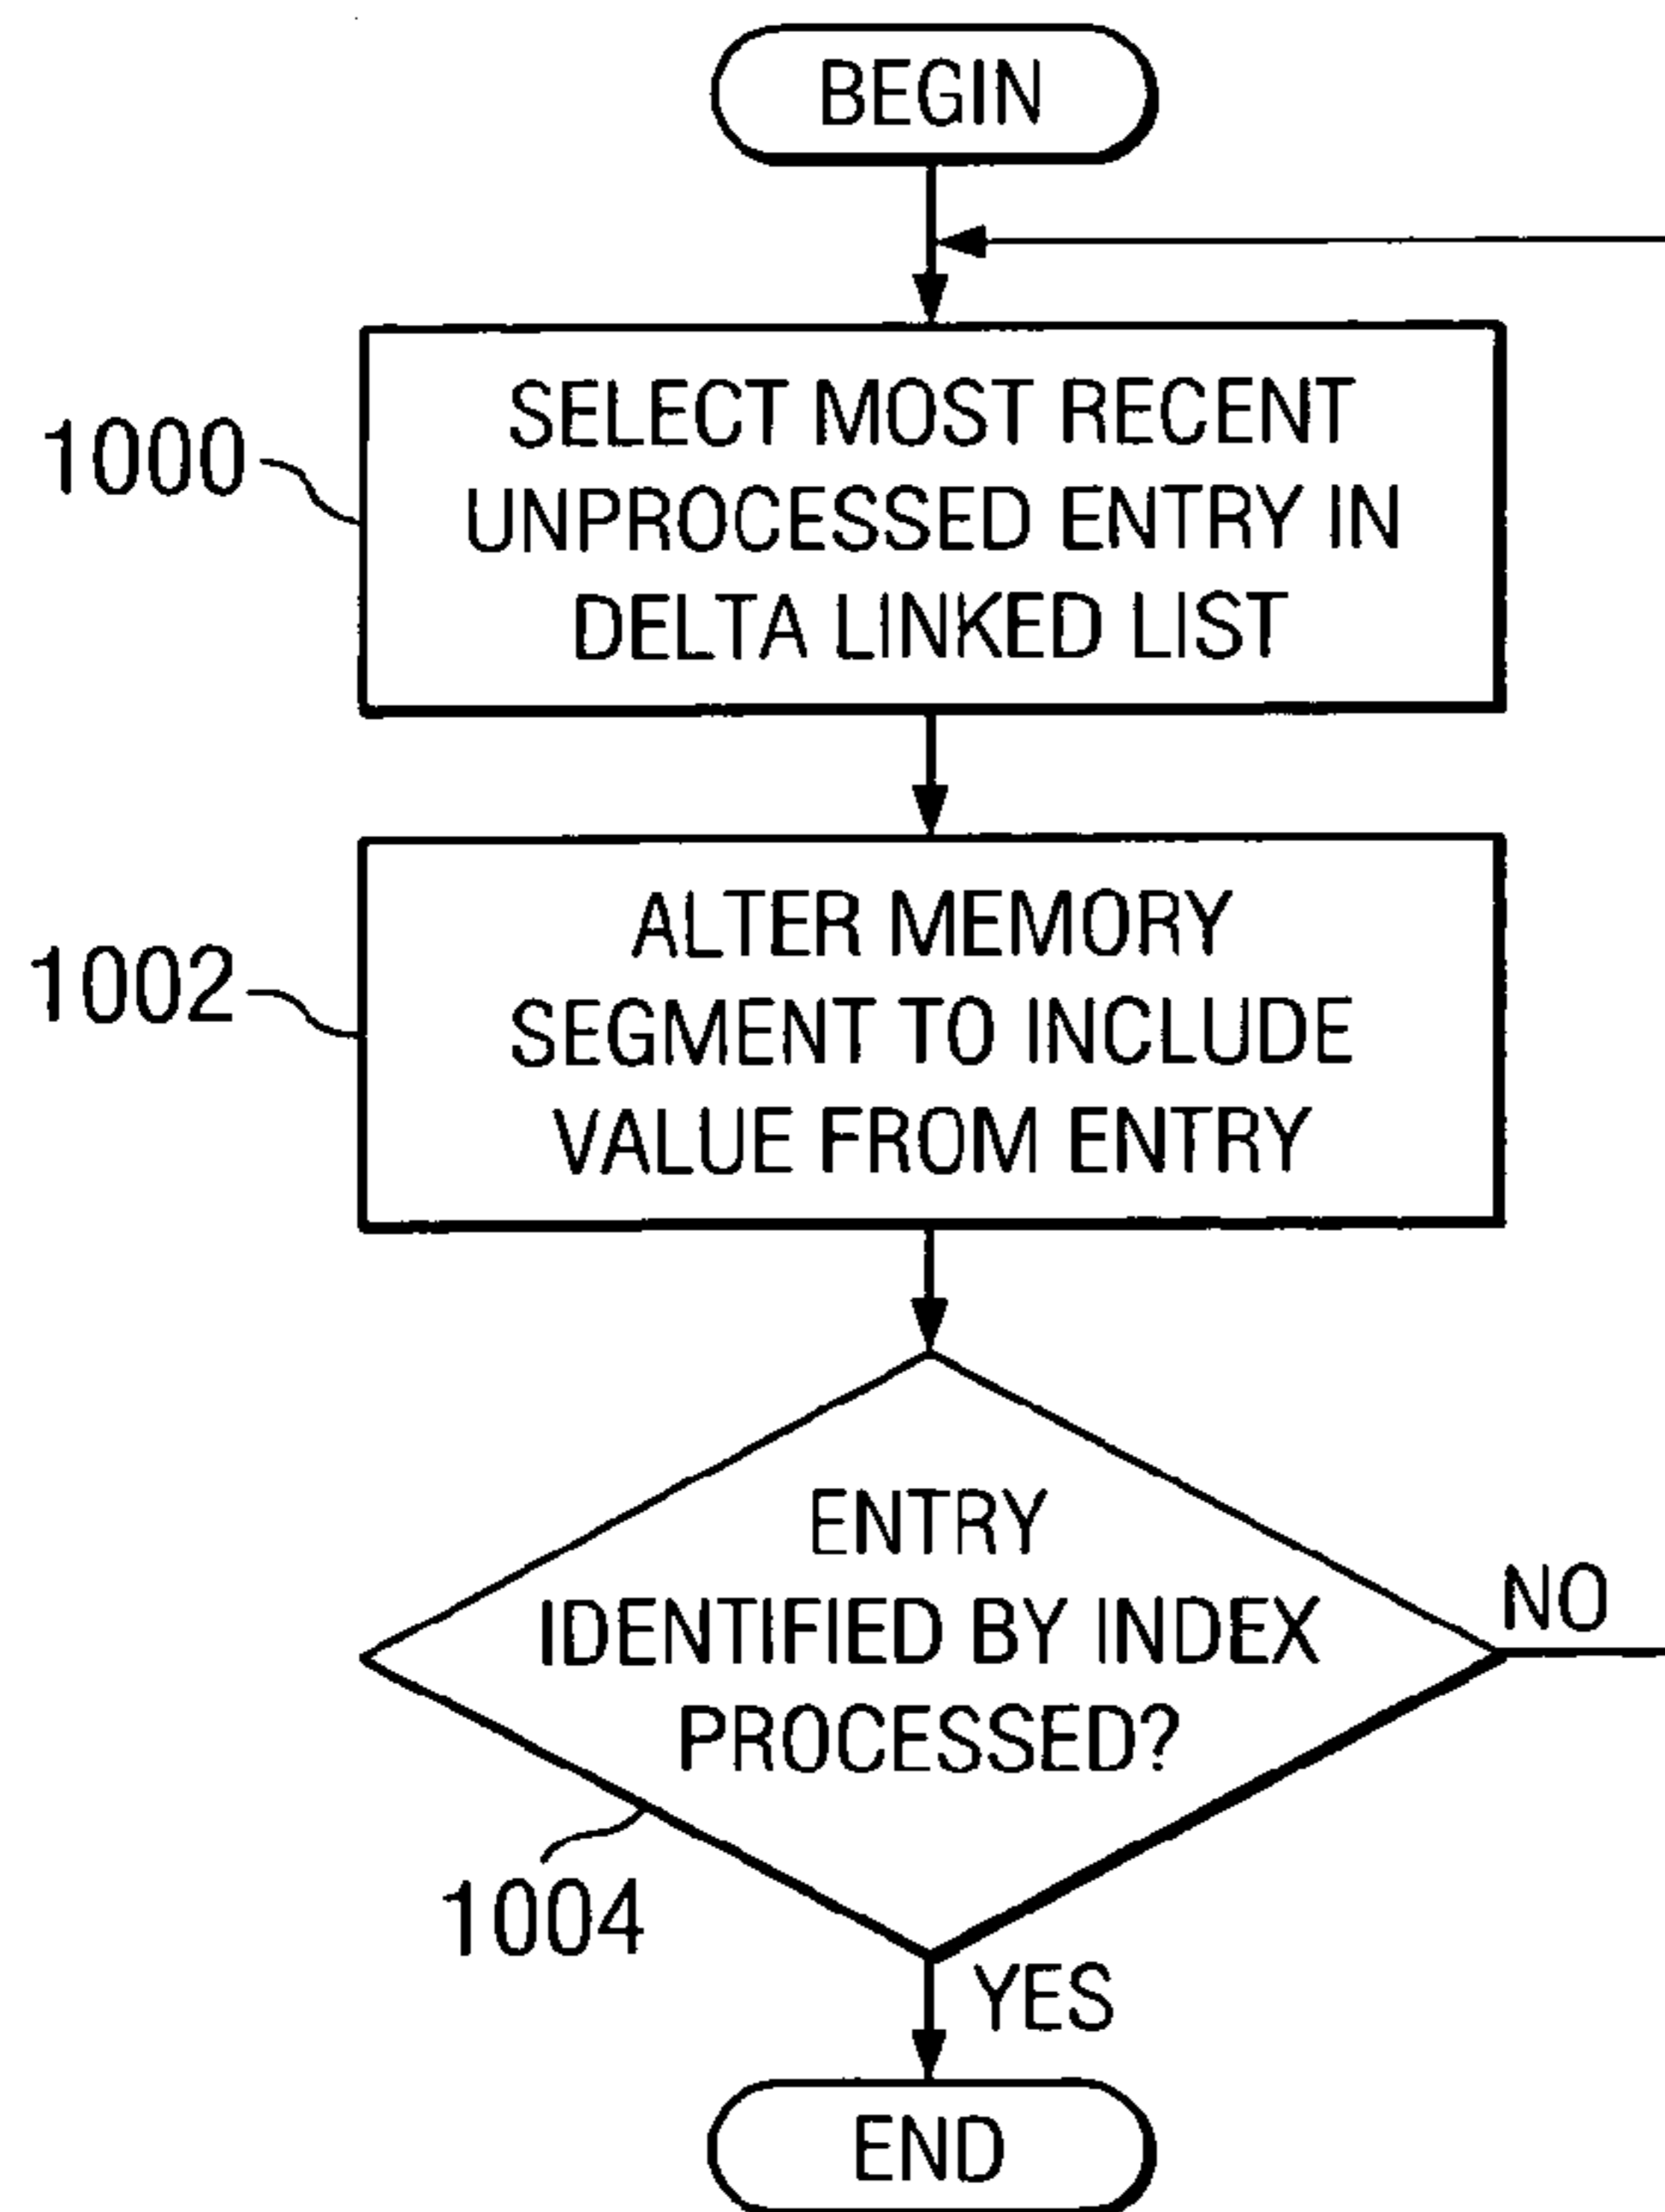 BEGIN
1000
SELECT MOST RECENT
UNPROCESSED ENTRY IN
DELTA LINKED LIST
1002
ALTER MEMORY
SEGMENT TO INCLUDE
VALUE FROM ENTRY
ENTRY
IDENTIFIED BY INDEX
PROCESSED?
NO
1004
YES
END